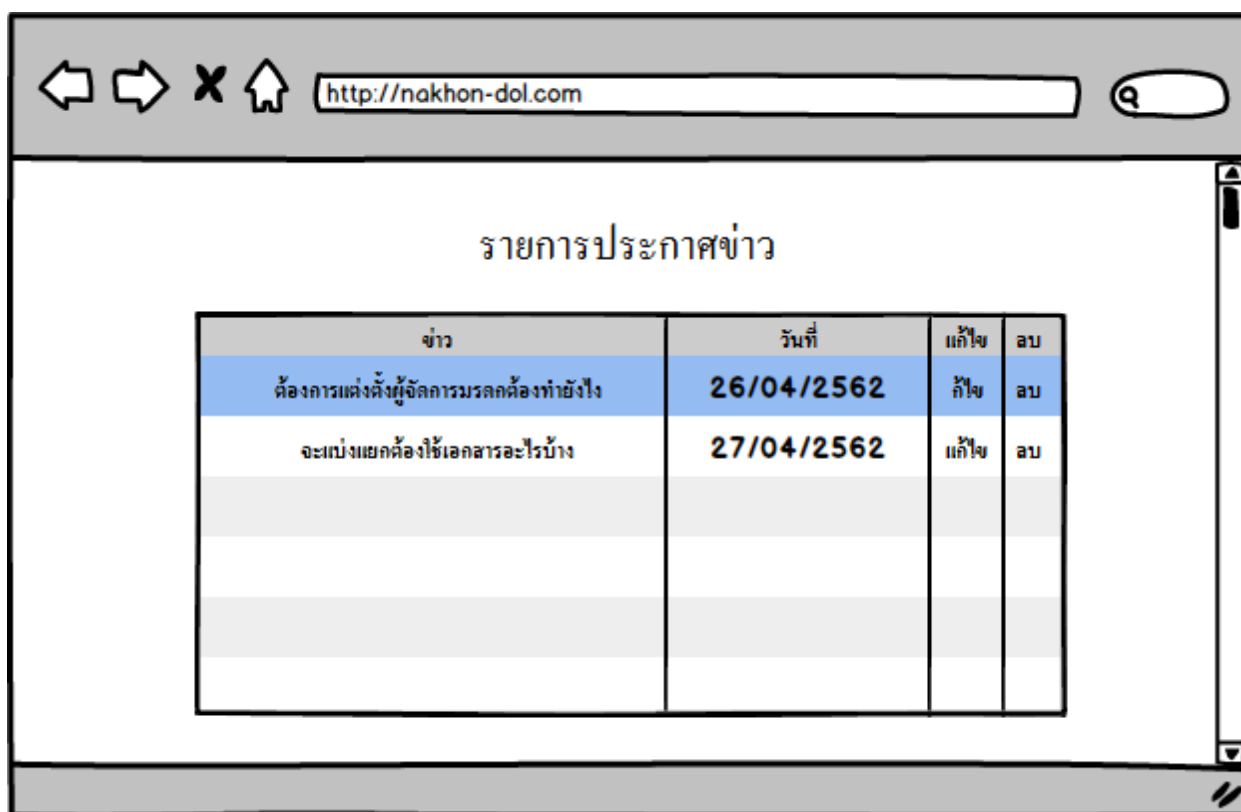 http://nakhon-dol.com
รายการประกาศข่าว
ข่าว วันที่ แก้ไข ลบ
ต้องการแต่งตั้งผู้จัดการมรดกต้องทำยังไง 26/04/2562 ก้ไข ลบ
จะแบ่งแยกต้องใช้เอกสารอะไรบ้าง 27/04/2562 แก้ไข ลบ